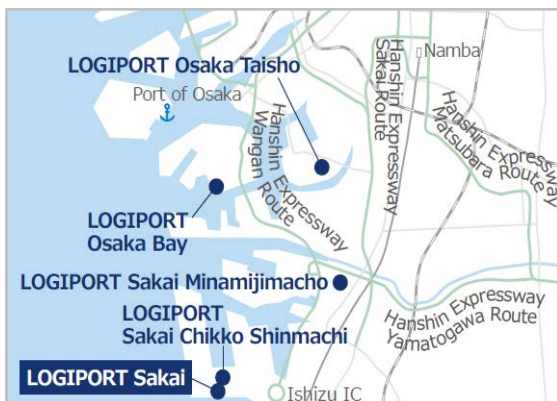 LOGIPORT Osaka Taisho
Port of Osaka
Namba
Hanshin Expressway
Sakai Route
Hanshin Expressway
Wangan Route
Hanshin Expressway
Matsubara Route
LOGIPORT
Osaka Bay
LOGIPORT Sakai Minamijimacho
LOGIPORT
Sakai Chikko Shinmachi
Hanshin Expressway
Yamatogawa Route
LOGIPORT Sakai
Ishizu IC